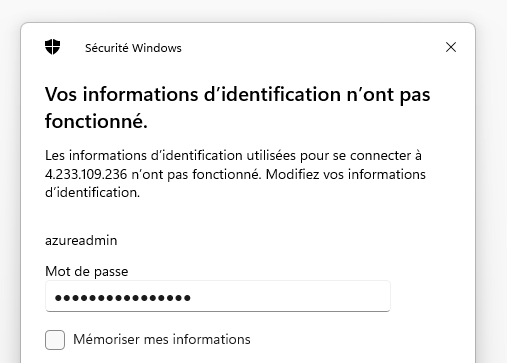 Sécurité Windows
Vos informations d’identification n’ont pas
fonctionné.
Les informations d’identification utilisées pour se connecter à
4.233.109.236 n’ont pas fonctionné. Modifiez vos informations
d’identification.
azureadmin
Mot de passe
••••••••••••••••
Mémoriser mes informations